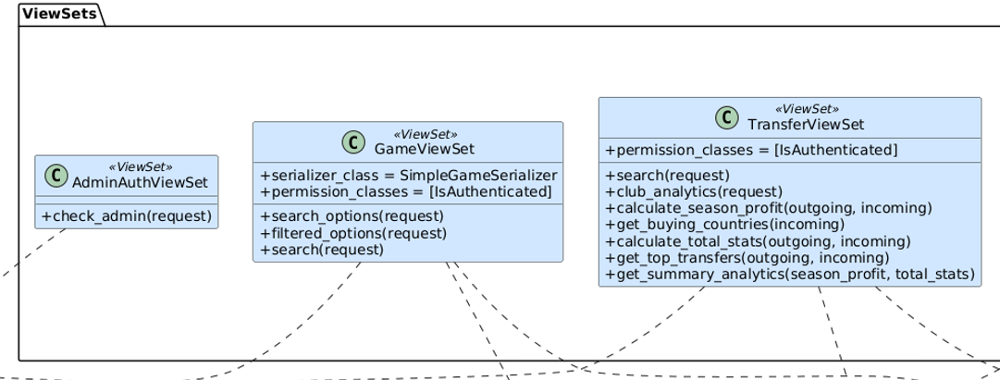 ViewSets
C
«ViewSet»
AdminAuthViewSet
+check_admin(request)
C
«ViewSet»
GameViewSet
+serializer_class = SimpleGameSerializer
+permission_classes = [IsAuthenticated]
+search_options(request)
+filtered_options(request)
+search(request)
C
«ViewSet»
TransferViewSet
+permission_classes = [IsAuthenticated]
+search(request)
+club_analytics(request)
+calculate_season_profit(outgoing, incoming)
+get_buying_countries(incoming)
+calculate_total_stats(outgoing, incoming)
+get_top_transfers(outgoing, incoming)
+get_summary_analytics(season_profit, total_stats)